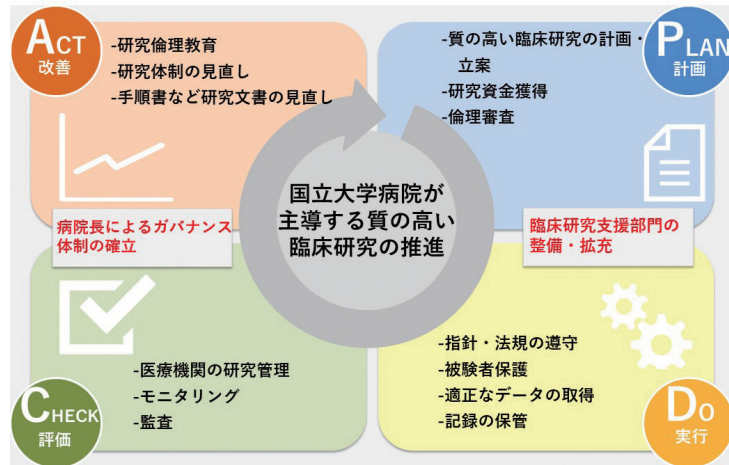 ACT
改善
-研究倫理教育
-研究体制の見直し
-手順書など研究文書の見直し
-質の高い臨床研究の計画・
立案
-研究資金獲得
-倫理審査
PLAN
計画
国立大学病院が
主導する質の高い
臨床研究の推進
病院長によるガバナンス
体制の確立
臨床研究支援部門の
整備・拡充
-医療機関の研究管理
-モニタリング
-監査
CHECK
評価
-指針・法規の遵守
-被験者保護
-適正なデータの取得
-記録の保管
DO
実行